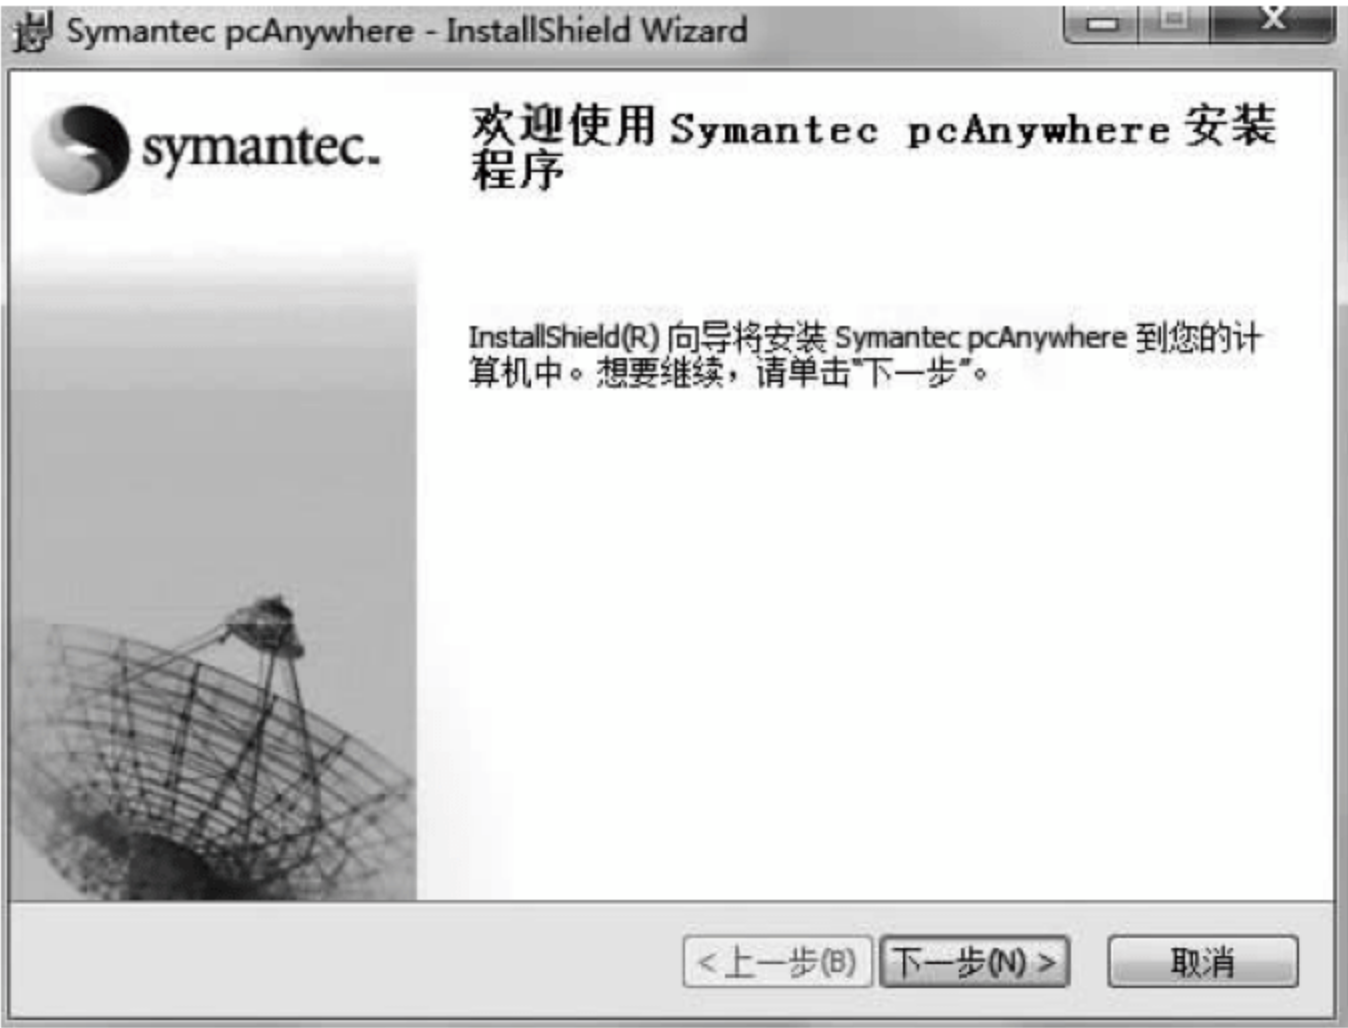 Symantec pcAnywhere - InstallShield Wizard
symantec.
欢迎使用 Symantec pcAnywhere 安装
程序
InstallShield(R) 向导将安装 Symantec pcAnywhere 到您的计
算机中。想要继续，请单击“下一步”。
<上一步(B)
下一步(N) >
取消